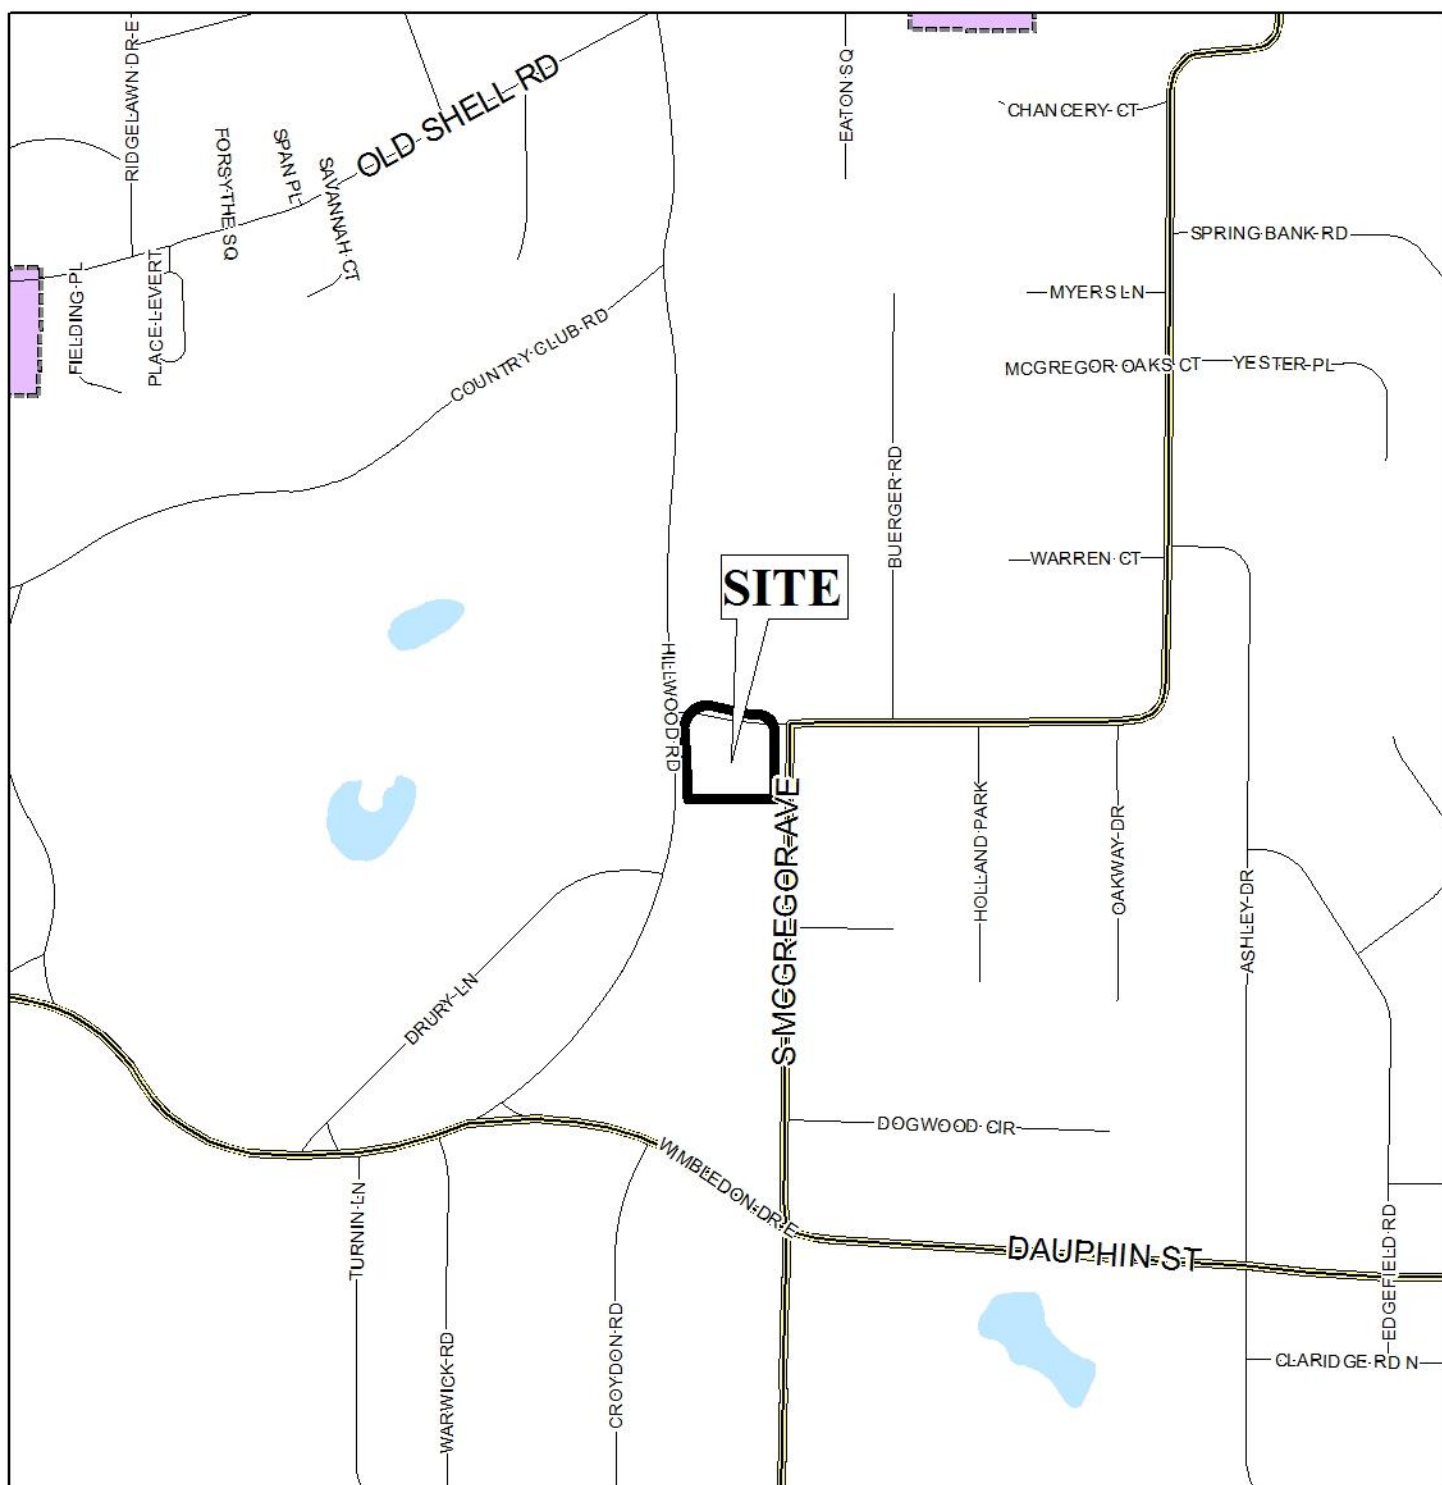 RIDGELAWN DR E
OLD SHELL RD
EATON SQ
CHANCERY CT
FORSYTHE SQ
SPAN PL
SAVANNAH CT
SPRING BANK RD
FIELDING PL
PLACE LEVERT
MYERS LN
COUNTRY CLUB RD
MCGREGOR OAKS CT
YESTER PL
BUERGER RD
WARREN CT
SITE
HILLWOOD RD
S MCGREGOR AVE
HOLLAND PARK
OAKWAY DR
ASHLEY DR
DRURY LN
DOGWOOD CIR
WIMBLEDON DR E
TURNIN LN
DAUPHIN ST
EDGEFIELD RD
WARWICK RD
CROYDON RD
CLARIDGE RD N